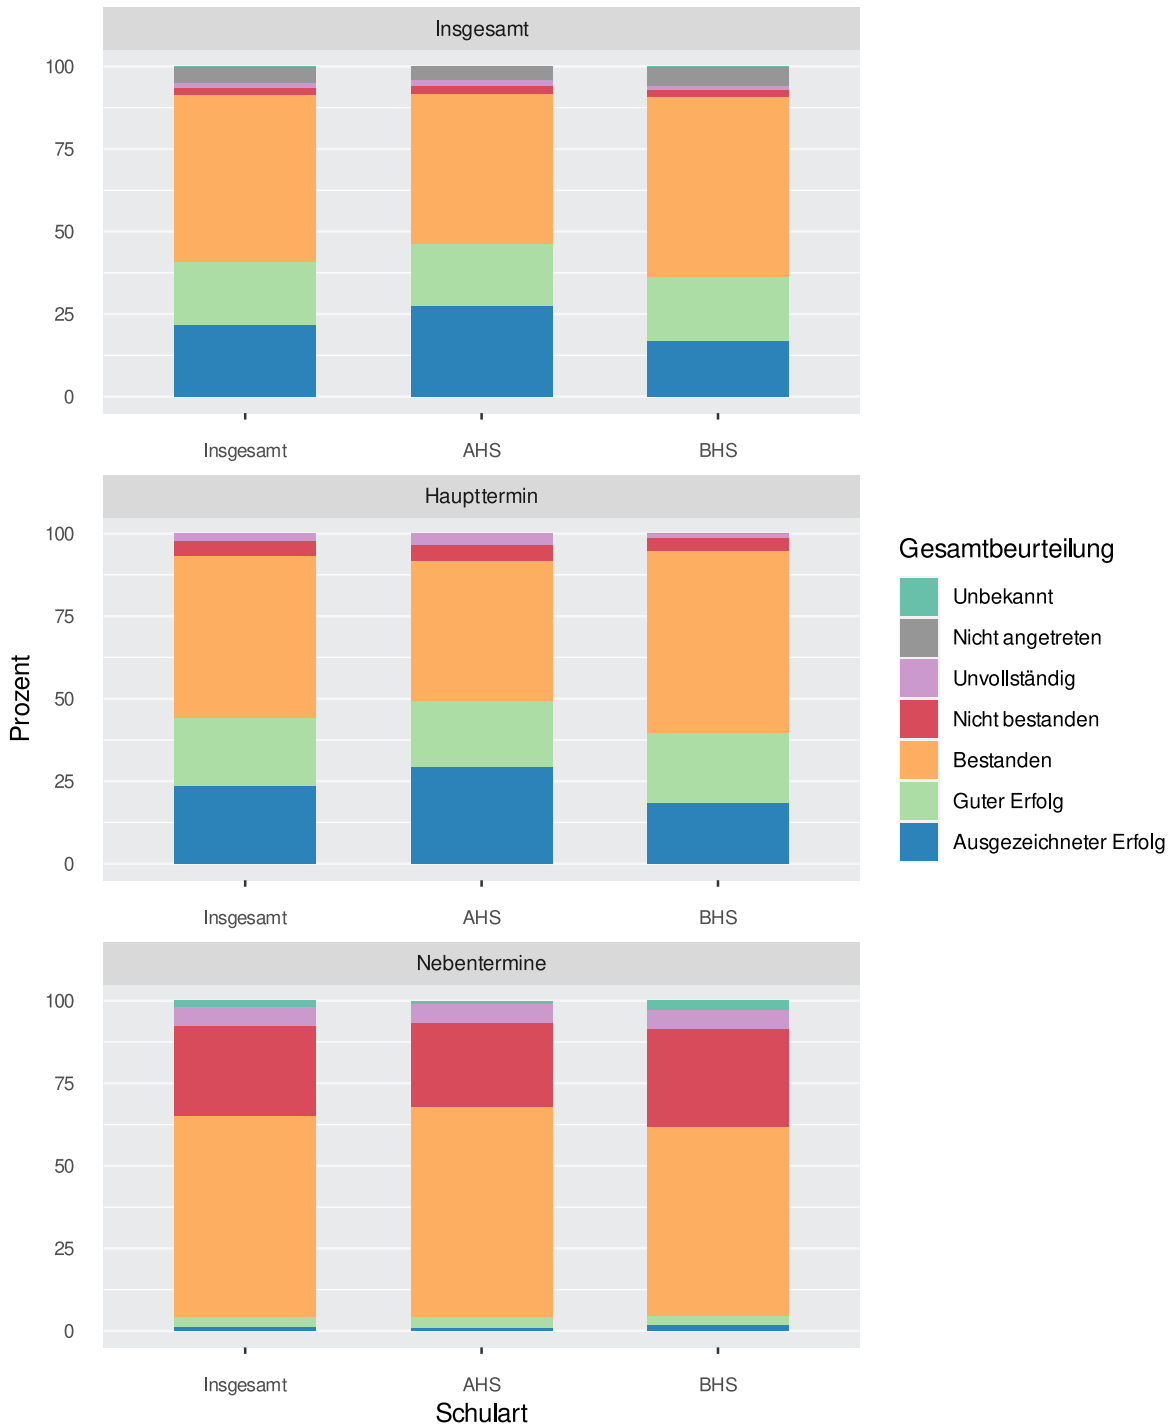 Insgesamt
100
75
50
25
0
Insgesamt AHS BHS
Haupttermin
100
75
50
25
0
Insgesamt AHS BHS
Nebentermine
100
75
50
25
0
Insgesamt AHS BHS
Schulart
Prozent
Gesamtbeurteilung
Unbekannt
Nicht angetreten
Unvollständig
Nicht bestanden
Bestanden
Guter Erfolg
Ausgezeichneter Erfolg